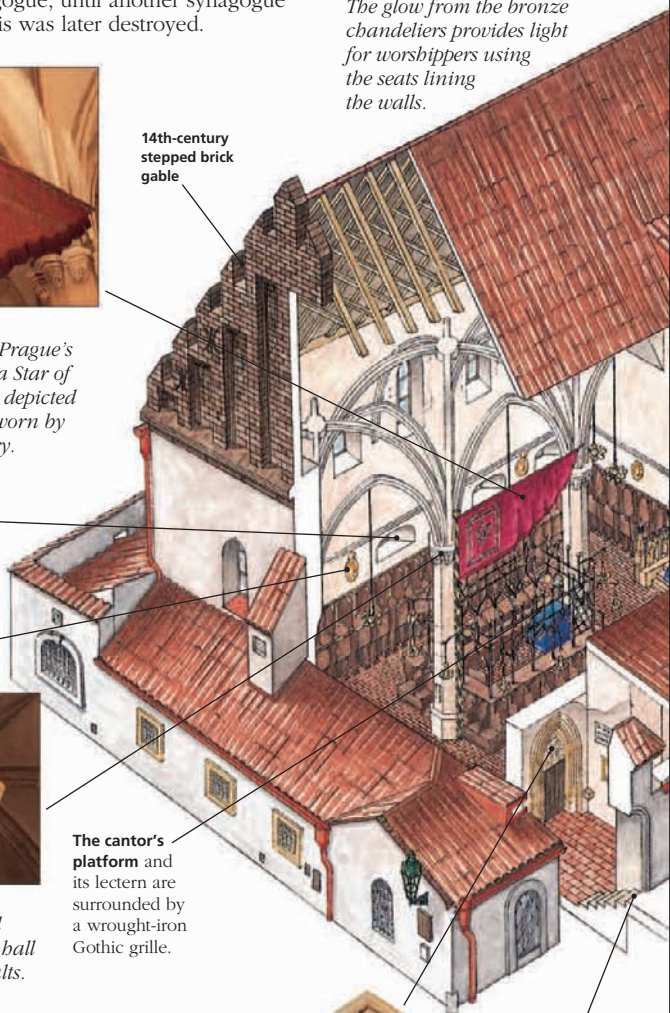 gogue, until another synagogue
is was later destroyed.
The glow from the bronze
chandeliers provides light
for worshippers using
the seats lining
the walls.
14th-century
stepped brick
gable
Prague's
a Star of
depicted
worn by
y.
The cantor's
platform and
its lectern are
surrounded by
a wrought-iron
Gothic grille.
hall
lts.